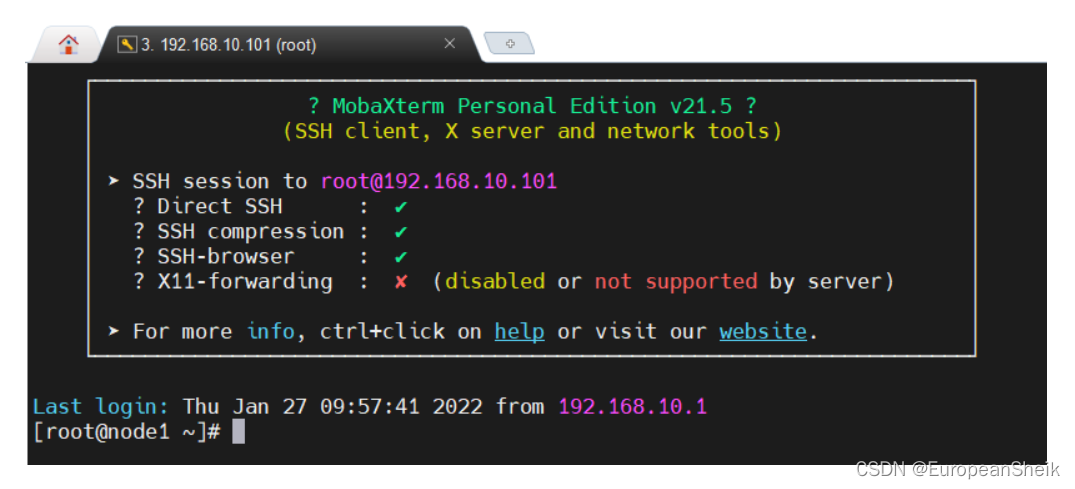 3. 192.168.10.101 (root)
? MobaXterm Personal Edition v21.5 ?
(SSH client, X server and network tools)
➤ SSH session to root@192.168.10.101
? Direct SSH      :  ✔
? SSH compression :  ✔
? SSH-browser     :  ✔
? X11-forwarding  :  ✘  (disabled or not supported by server)
➤ For more info, ctrl+click on help or visit our website.
Last login: Thu Jan 27 09:57:41 2022 from 192.168.10.1
[root@node1 ~]#
CSDN @EuropeanSheik